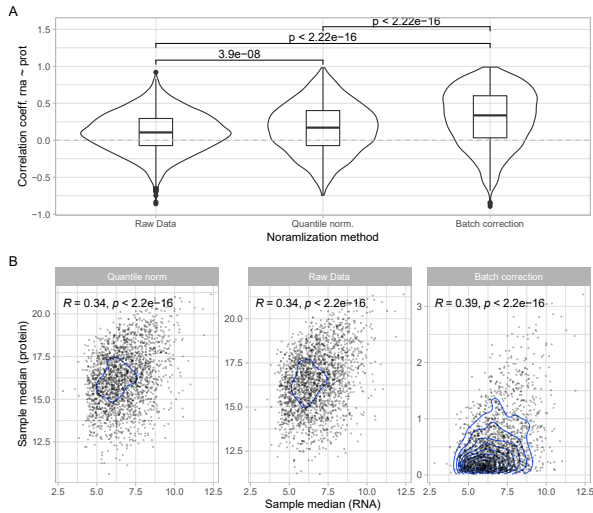 A
p < 2.22e−16
p < 2.22e−16
3.9e−08
1.5
1.0
0.5
0.0
−0.5
−1.0
Correlation coeff. rna ~ prot
Raw Data Quantile norm. Batch correction
Noramlization method
B
Quantile norm Raw Data Batch correction
R = 0.34, p < 2.2e−16 R = 0.34, p < 2.2e−16 R = 0.39, p < 2.2e−16
20.0 20.0 3
17.5 17.5 2
15.0 15.0 1
12.5 12.5 0
Sample median (protein)
2.5 5.0 7.5 10.0 12.5 2.5 5.0 7.5 10.0 12.5 2.5 5.0 7.5 10.0 12.5
Sample median (RNA)